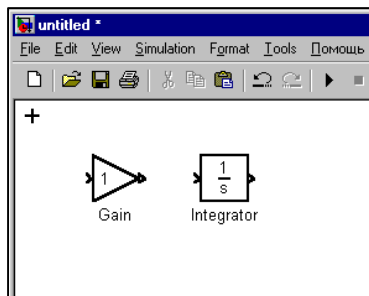 untitled *
File Edit View Simulation Format Tools Помощь
1
1
s
Gain Integrator